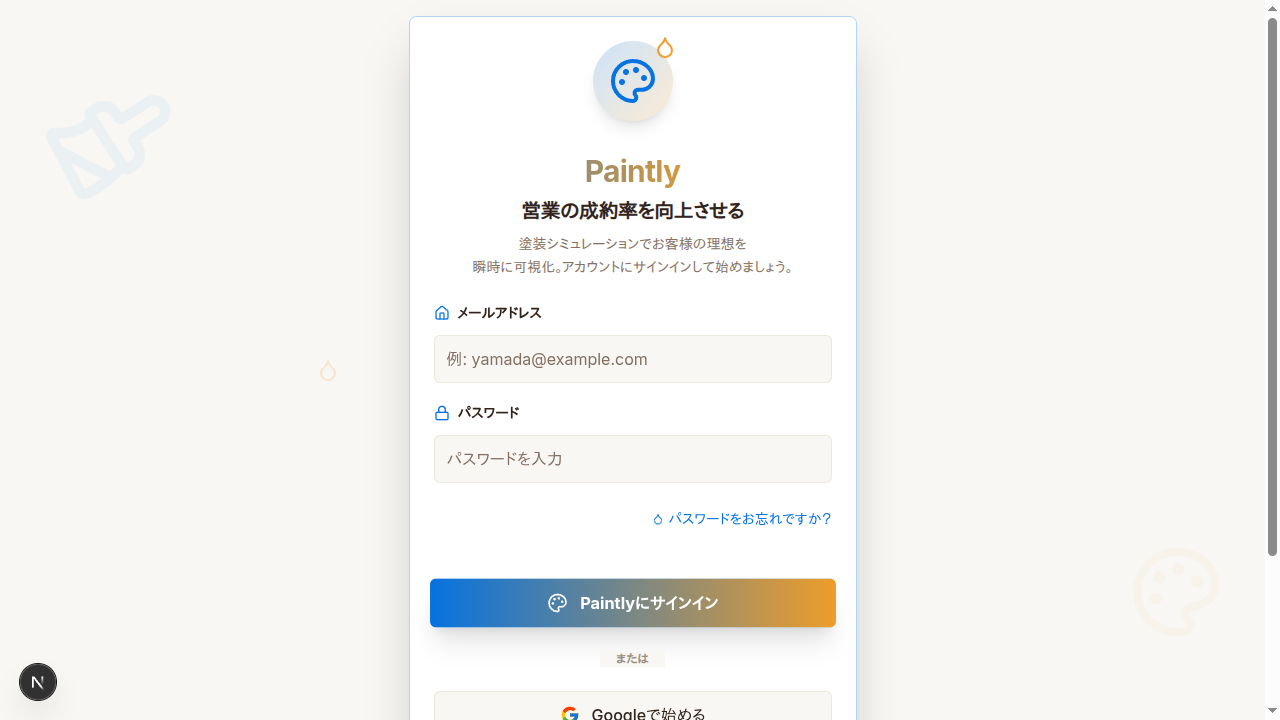 Paintly
営業の成約率を向上させる
塗装シミュレーションでお客様の理想を
瞬時に可視化。アカウントにサインインして始めましょう。
メールアドレス
例: yamada@example.com
パスワード
パスワードを入力
パスワードをお忘れですか?
Paintlyにサインイン
または
Googleで始める
N